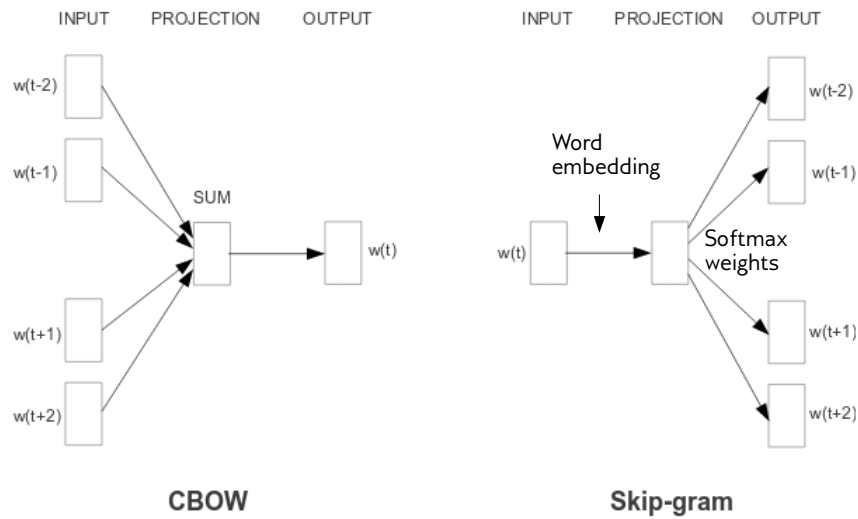 INPUT PROJECTION OUTPUT
w(t-2)
w(t-1)
SUM
w(t)
w(t+1)
w(t+2)
CBOW
INPUT PROJECTION OUTPUT
w(t-2)
Word
embedding
w(t-1)
w(t)
Softmax
weights
w(t+1)
w(t+2)
Skip-gram